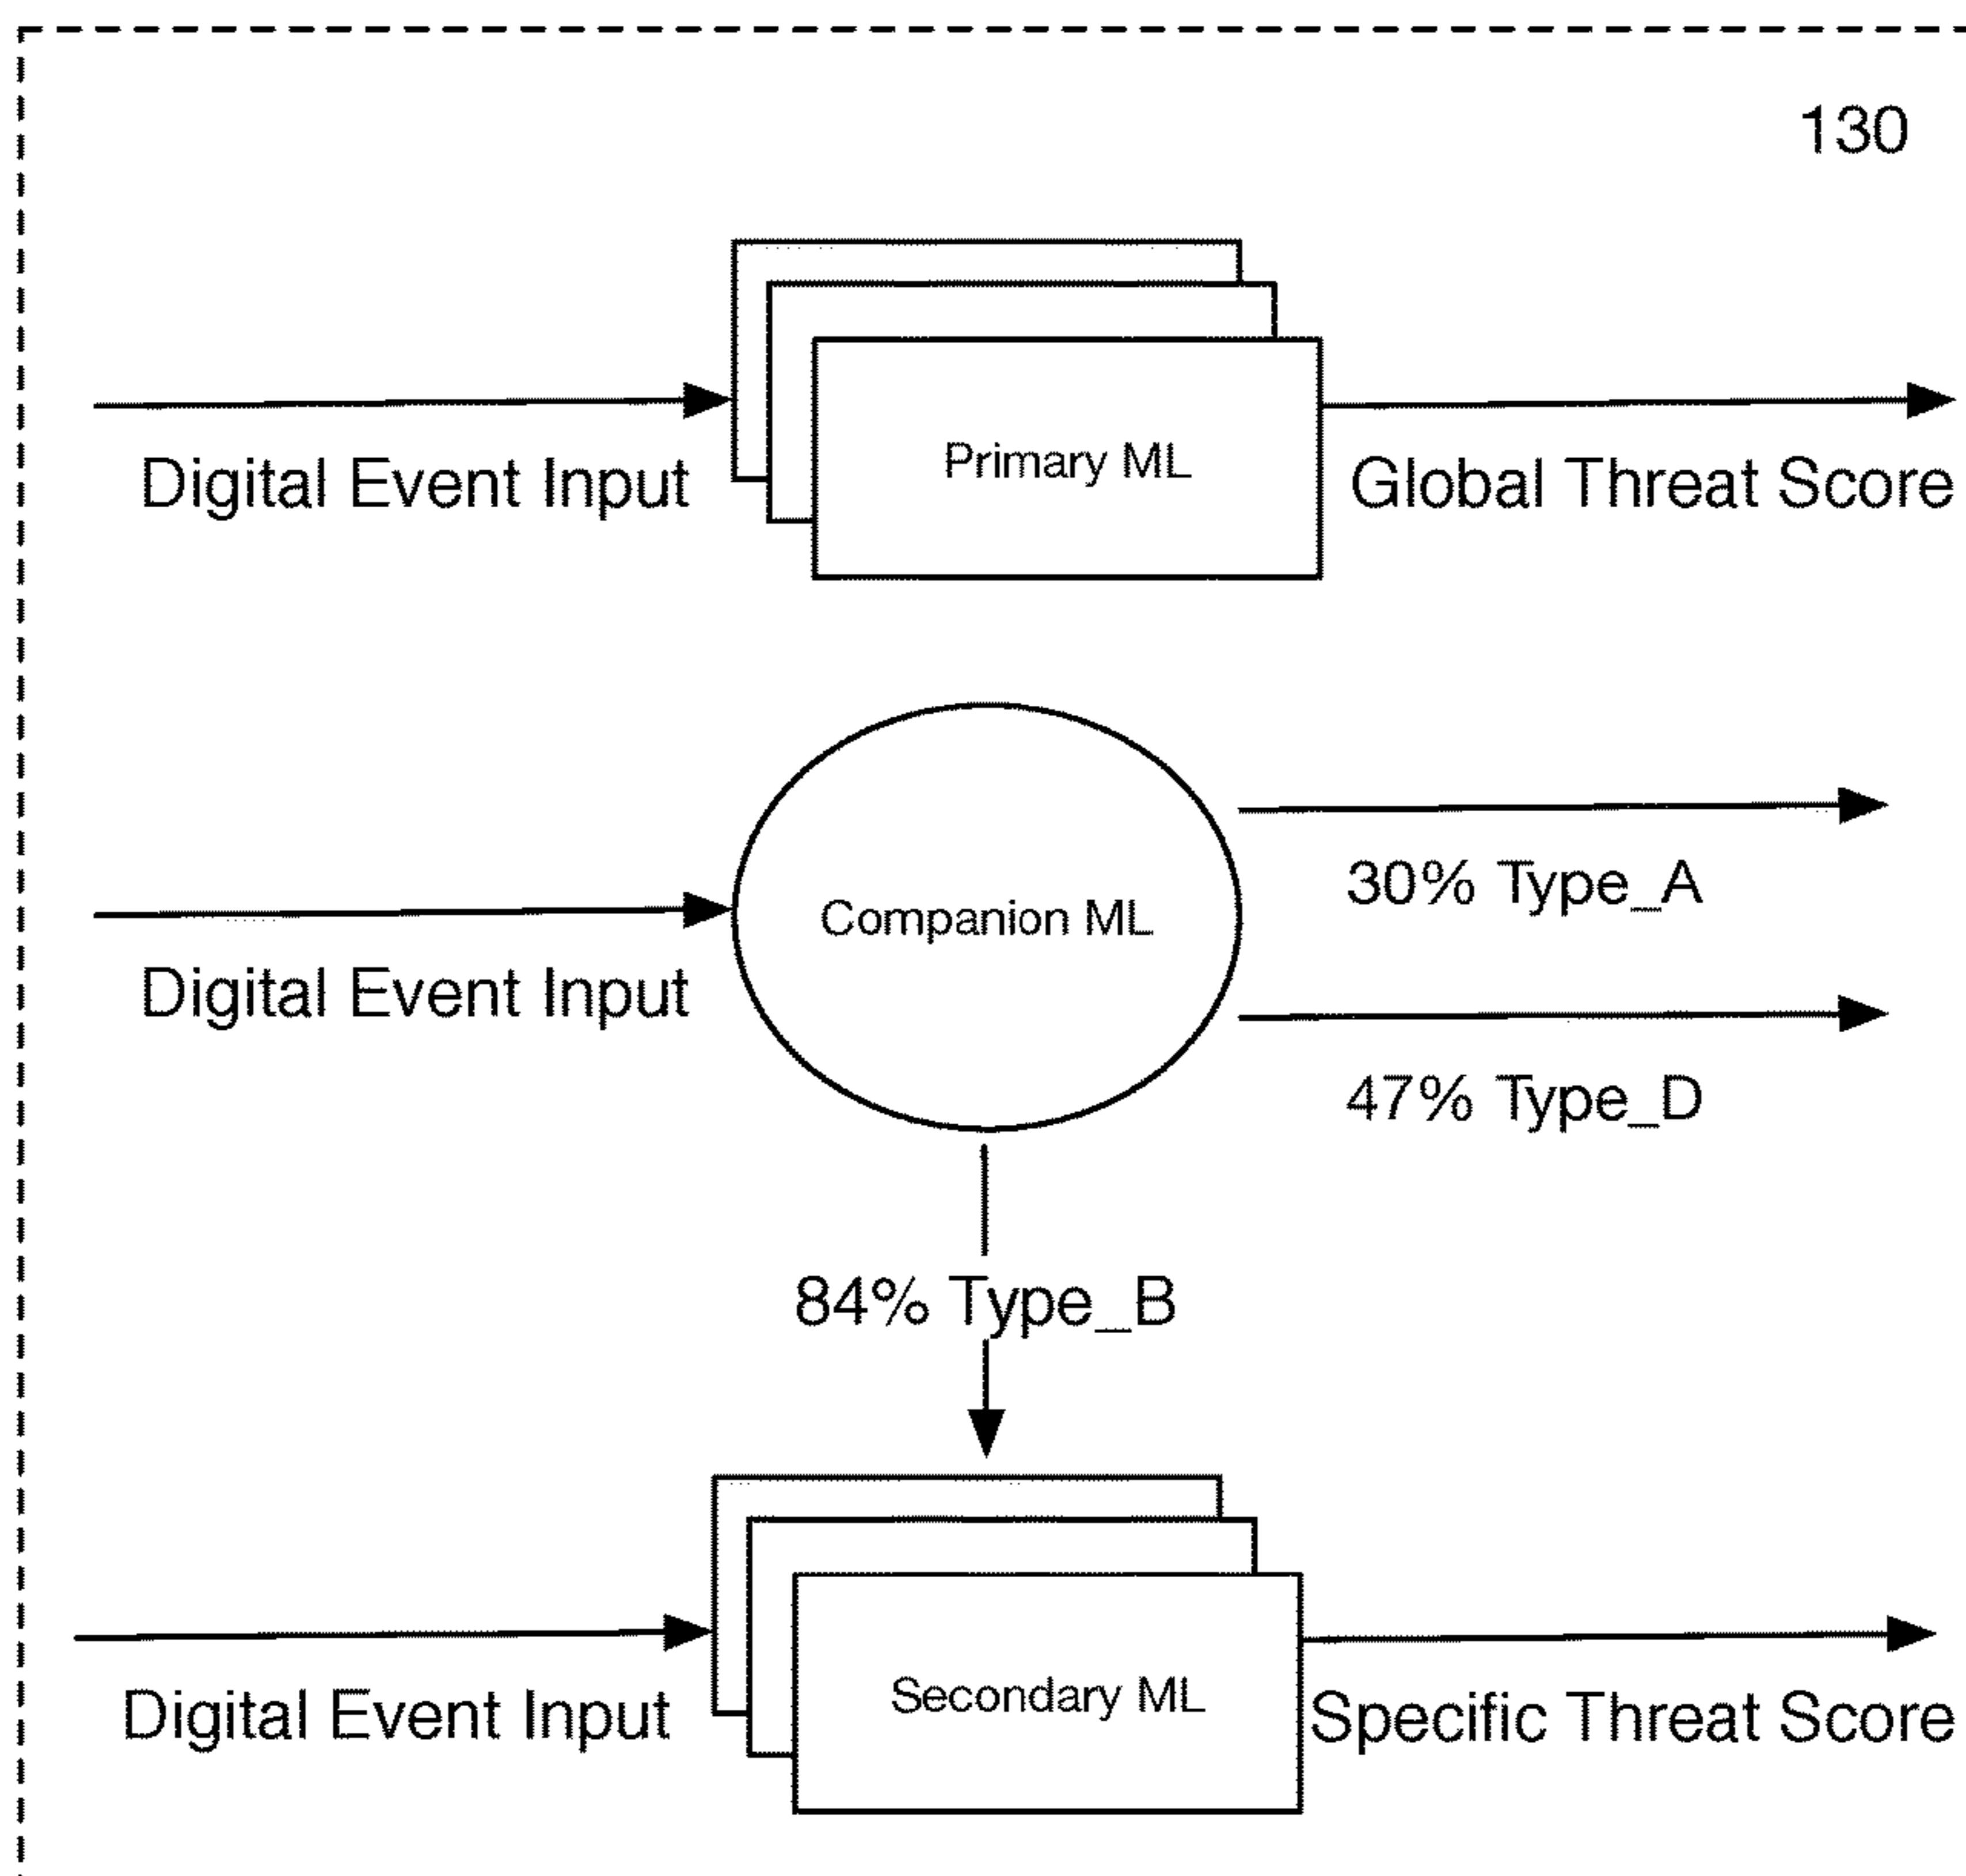 130
Primary ML
Digital Event Input
Global Threat Score
Companion ML
30% Type_A
Digital Event Input
47% Type_D
84% Type_B
Secondary ML
Digital Event Input
Specific Threat Score